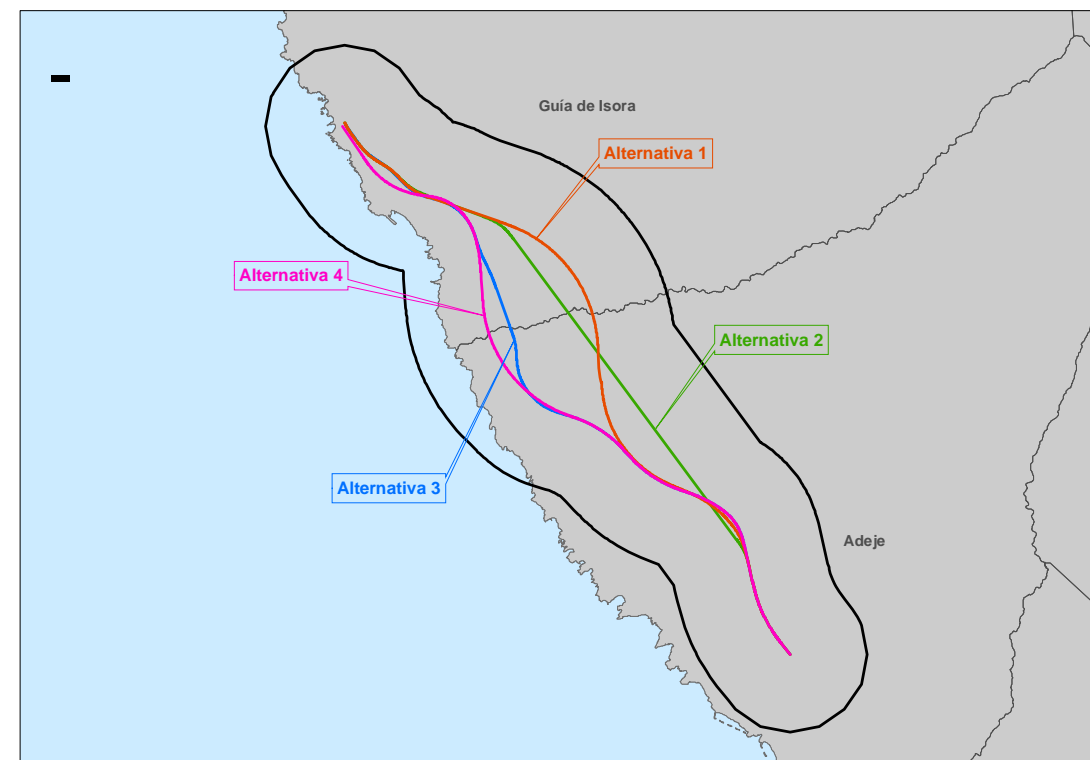 Guía de Isora
Alternativa 1
Alternativa 4
Alternativa 2
Alternativa 3
Adeje